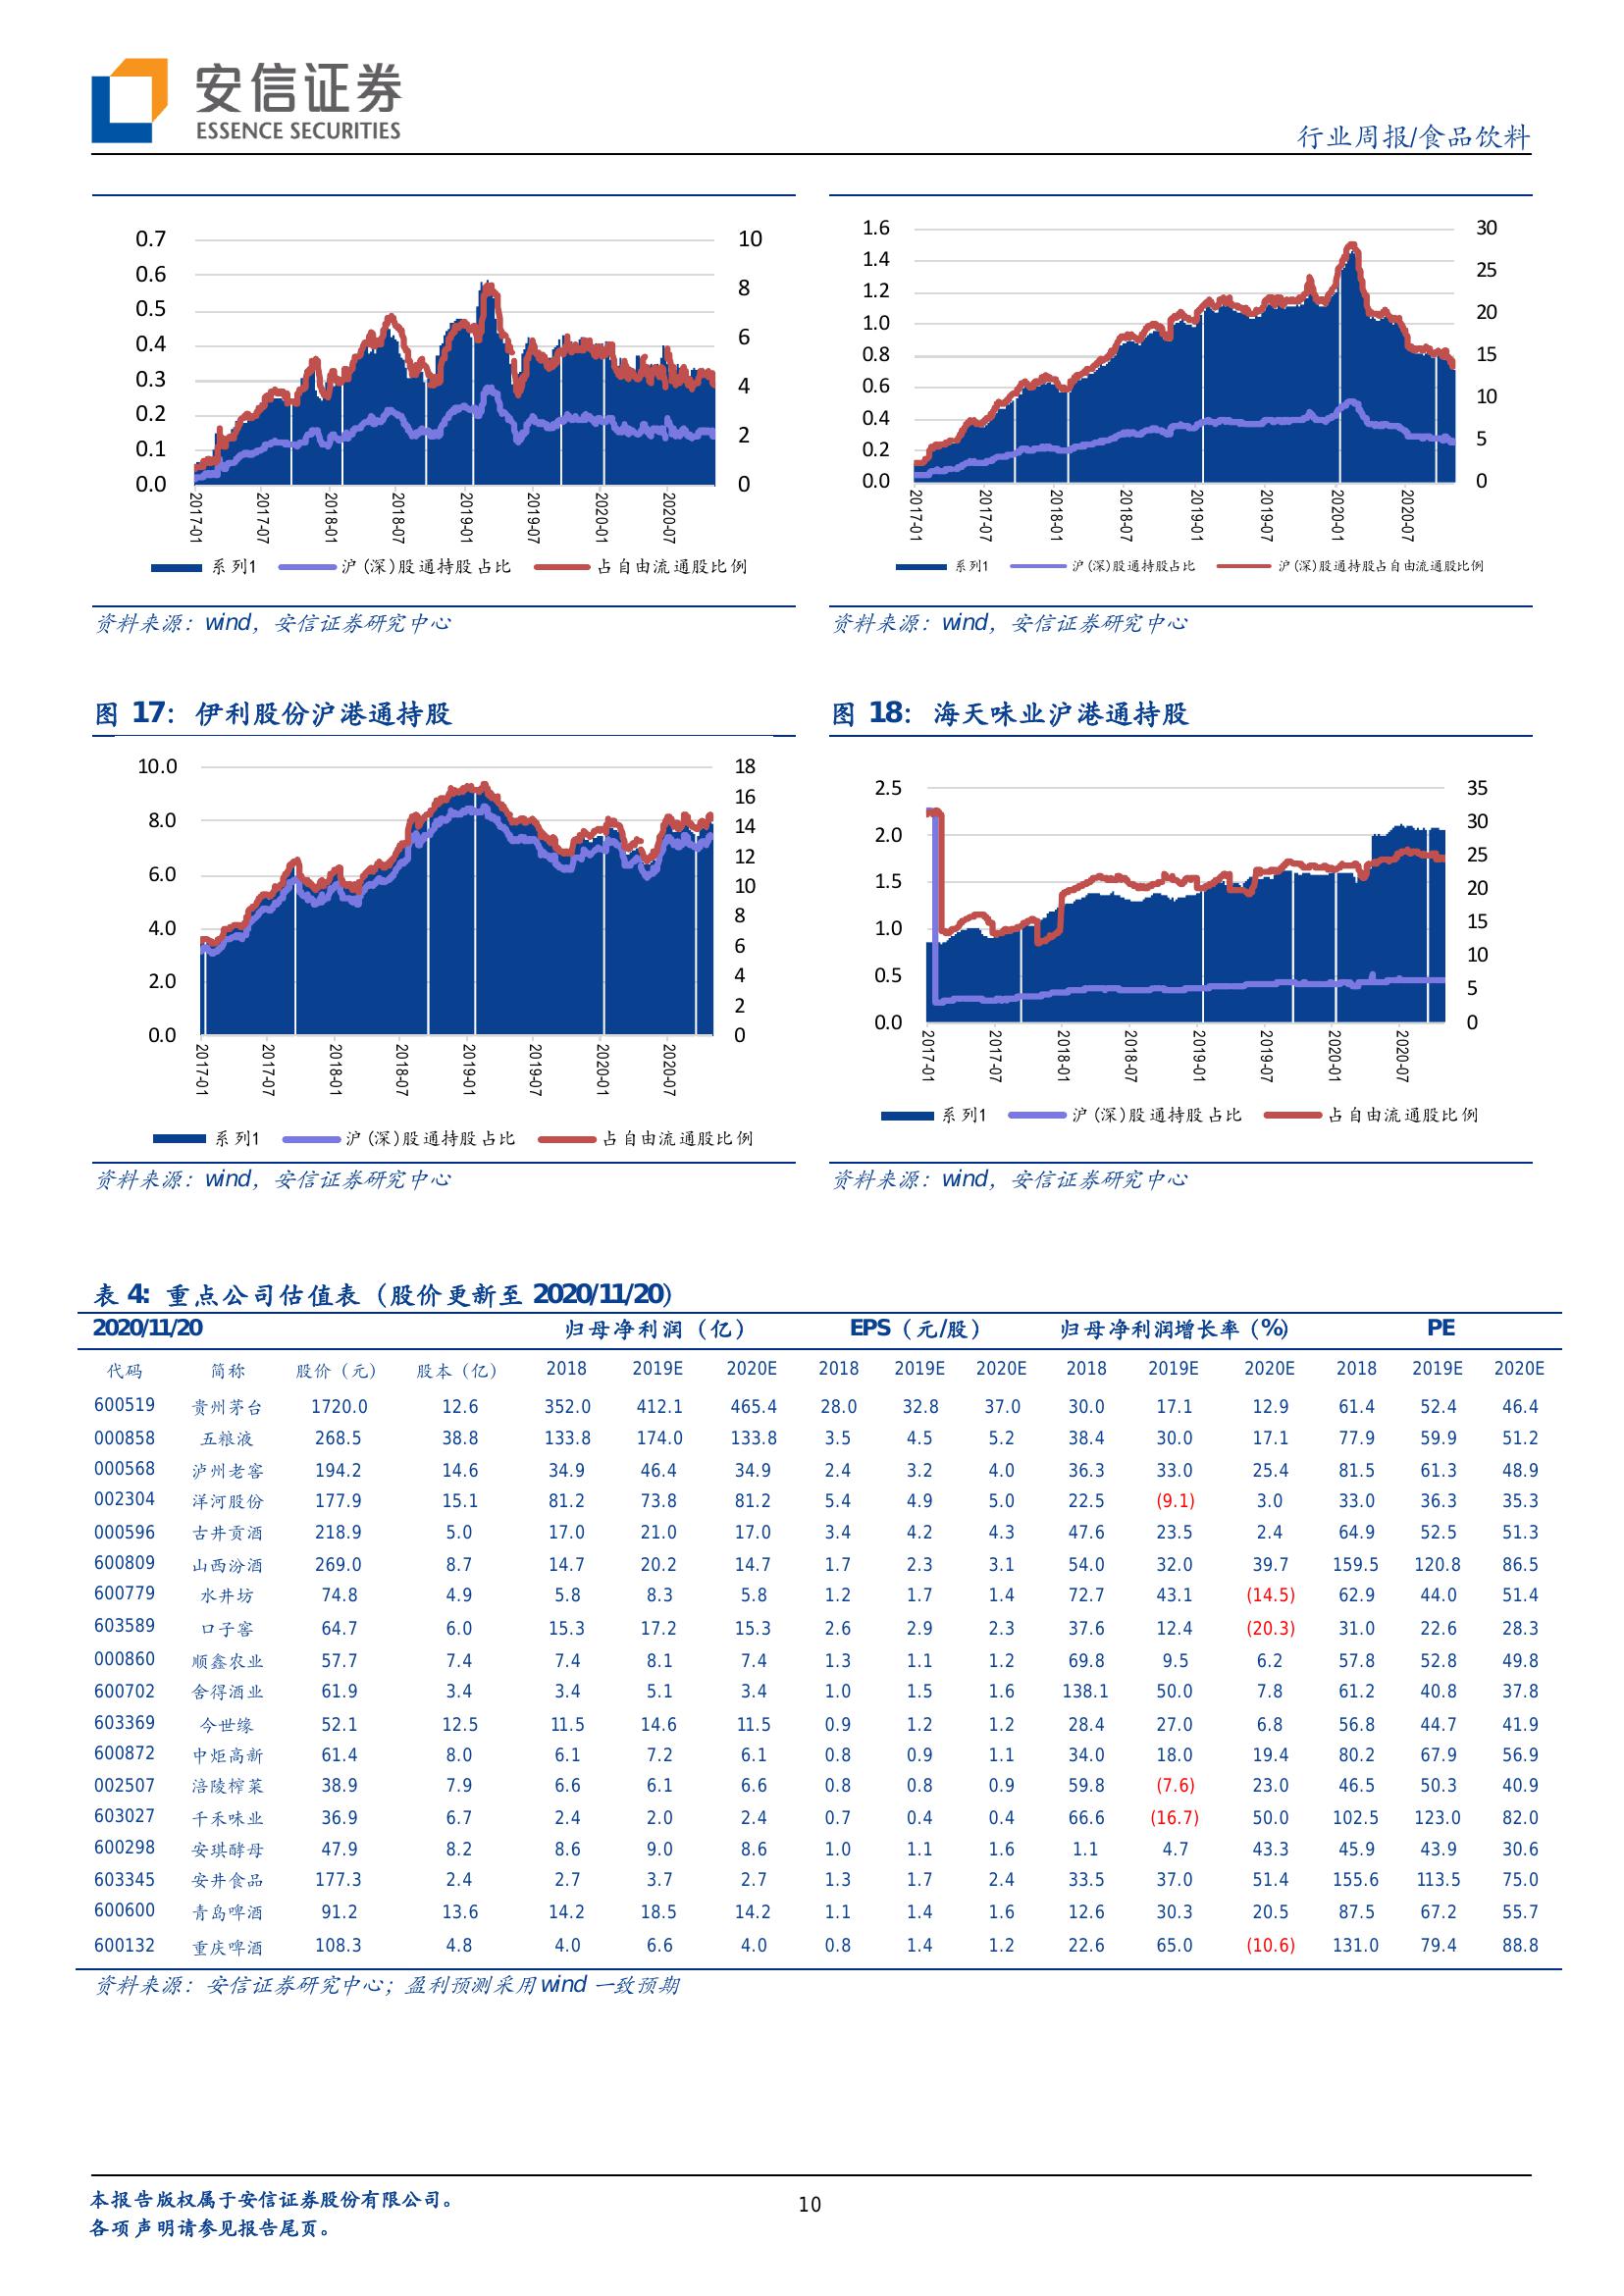 安信证券
ESSENCE SECURITIES
行业周报/食品饮料
0.7 0.6 0.5 0.4 0.3 0.2 0.1 0.0
10 8 6 4 2 0
2017-01 2017-07 2018-01 2018-07 2019-01 2019-07 2020-01 2020-07
系列1 沪(深)股通持股占比 占自由流通股比例
1.6 1.4 1.2 1.0 0.8 0.6 0.4 0.2 0.0
30 25 20 15 10 5 0
2017-01 2017-07 2018-01 2018-07 2019-01 2019-07 2020-01 2020-07
系列1 沪(深)股通持股占比 沪(深)股通持股占自由流通股比例
资料来源：wind，安信证券研究中心
资料来源：wind，安信证券研究中心
图 17：伊利股份沪港通持股
10.0 8.0 6.0 4.0 2.0 0.0
18 16 14 12 10 8 6 4 2 0
2017-01 2017-07 2018-01 2018-07 2019-01 2019-07 2020-01 2020-07
系列1 沪(深)股通持股占比 占自由流通股比例
资料来源：wind，安信证券研究中心
图 18：海天味业沪港通持股
2.5 2.0 1.5 1.0 0.5 0.0
35 30 25 20 15 10 5 0
2017-01 2017-07 2018-01 2018-07 2019-01 2019-07 2020-01 2020-07
系列1 沪(深)股通持股占比 占自由流通股比例
资料来源：wind，安信证券研究中心
表 4: 重点公司估值表（股价更新至 2020/11/20）
2020/11/20 归母净利润（亿） EPS（元/股） 归母净利润增长率（%） PE
代码 简称 股价（元） 股本（亿） 2018 2019E 2020E 2018 2019E 2020E 2018 2019E 2020E 2018 2019E 2020E
600519 贵州茅台 1720.0 12.6 352.0 412.1 465.4 28.0 32.8 37.0 30.0 17.1 12.9 61.4 52.4 46.4
000858 五粮液 268.5 38.8 133.8 174.0 133.8 3.5 4.5 5.2 38.4 30.0 17.1 77.9 59.9 51.2
000568 泸州老窖 194.2 14.6 34.9 46.4 34.9 2.4 3.2 4.0 36.3 33.0 25.4 81.5 61.3 48.9
002304 洋河股份 177.9 15.1 81.2 73.8 81.2 5.4 4.9 5.0 22.5 (9.1) 3.0 33.0 36.3 35.3
000596 古井贡酒 218.9 5.0 17.0 21.0 17.0 3.4 4.2 4.3 47.6 23.5 2.4 64.9 52.5 51.3
600809 山西汾酒 269.0 8.7 14.7 20.2 14.7 1.7 2.3 3.1 54.0 32.0 39.7 159.5 120.8 86.5
600779 水井坊 74.8 4.9 5.8 8.3 5.8 1.2 1.7 1.4 72.7 43.1 (14.5) 62.9 44.0 51.4
603589 口子窖 64.7 6.0 15.3 17.2 15.3 2.6 2.9 2.3 37.6 12.4 (20.3) 31.0 22.6 28.3
000860 顺鑫农业 57.7 7.4 7.4 8.1 7.4 1.3 1.1 1.2 69.8 9.5 6.2 57.8 52.8 49.8
600702 舍得酒业 61.9 3.4 3.4 5.1 3.4 1.0 1.5 1.6 138.1 50.0 7.8 61.2 40.8 37.8
603369 今世缘 52.1 12.5 11.5 14.6 11.5 0.9 1.2 1.2 28.4 27.0 6.8 56.8 44.7 41.9
600872 中炬高新 61.4 8.0 6.1 7.2 6.1 0.8 0.9 1.1 34.0 18.0 19.4 80.2 67.9 56.9
002507 涪陵榨菜 38.9 7.9 6.6 6.1 6.6 0.8 0.8 0.9 59.8 (7.6) 23.0 46.5 50.3 40.9
603027 千禾味业 36.9 6.7 2.4 2.0 2.4 0.7 0.4 0.4 66.6 (16.7) 50.0 102.5 123.0 82.0
600298 安琪酵母 47.9 8.2 8.6 9.0 8.6 1.0 1.1 1.6 1.1 4.7 43.3 45.9 43.9 30.6
603345 安井食品 177.3 2.4 2.7 3.7 2.7 1.3 1.7 2.4 33.5 37.0 51.4 155.6 113.5 75.0
600600 青岛啤酒 91.2 13.6 14.2 18.5 14.2 1.1 1.4 1.6 12.6 30.3 20.5 87.5 67.2 55.7
600132 重庆啤酒 108.3 4.8 4.0 6.6 4.0 0.8 1.4 1.2 22.6 65.0 (10.6) 131.0 79.4 88.8
资料来源：安信证券研究中心；盈利预测采用 wind 一致预期
本报告版权属于安信证券股份有限公司。
各项声明请参见报告尾页。
10